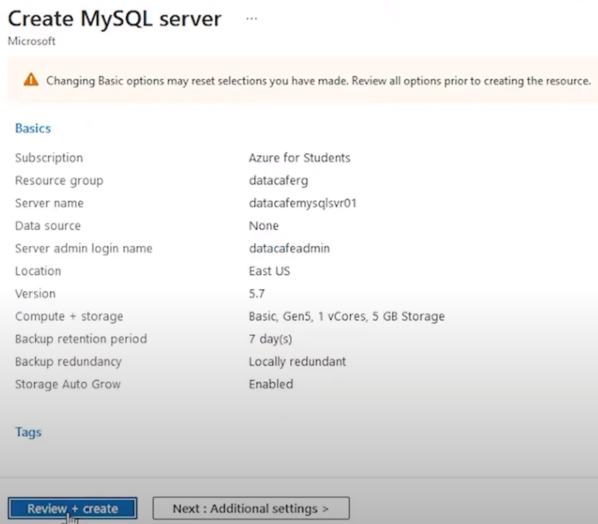 Create MySQL server ...
Microsoft
Changing Basic options may reset selections you have made. Review all options prior to creating the resource.
Basics
Subscription Azure for Students
Resource group datacaferg
Server name datacafemysqlsvr01
Data source None
Server admin login name datacafeadmin
Location East US
Version 5.7
Compute + storage Basic, Gen5, 1 vCores, 5 GB Storage
Backup retention period 7 day(s)
Backup redundancy Locally redundant
Storage Auto Grow Enabled
Tags
Review + create Next : Additional settings >